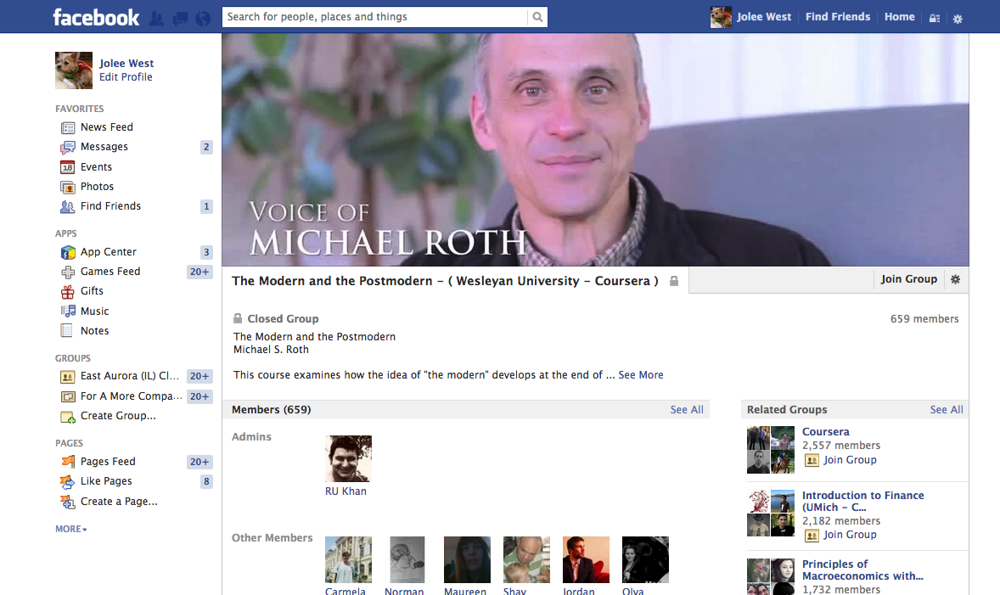 facebook
Search for people, places and things
Jolee West
Find Friends
Home
Jolee West
Edit Profile
FAVORITES
News Feed
Messages 2
18 Events
Photos
Find Friends 1
APPS
App Center 3
Games Feed 20+
Gifts
Music
Notes
GROUPS
East Aurora (IL) Cl... 20+
For A More Compa... 20+
Create Group...
PAGES
Pages Feed 20+
Like Pages 8
Create a Page...
MORE
VOICE OF
MICHAEL ROTH
The Modern and the Postmodern – ( Wesleyan University – Coursera )
Join Group
Closed Group
659 members
The Modern and the Postmodern
Michael S. Roth
This course examines how the idea of "the modern" develops at the end of ... See More
Members (659)
See All
Admins
RU Khan
Other Members
Carmela
Norman
Maureen
Shay
Jordan
Olya
Related Groups
See All
Coursera
2,557 members
Join Group
Introduction to Finance
(UMich – C...
2,182 members
Join Group
Principles of
Macroeconomics with...
1,732 members